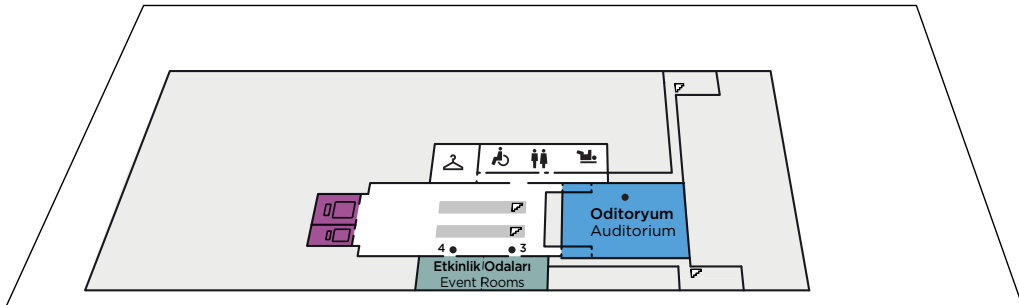 Oditoryum
Auditorium
4 3
Etkinlik Odaları
Event Rooms